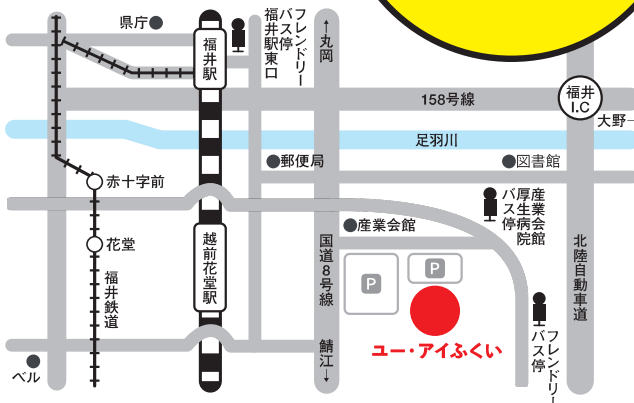 県庁
福井駅
フレンドリー
バス停
福井駅東口
↑丸岡
158号線
福井
I.C
大野
足羽川
郵便局
図書館
赤十字前
産業会館
厚生病院
バス停
産業会館
花堂
越前花堂駅
国道8号線
北陸自動車道
P
P
福井鉄道
フレンドリー
バス停
ユー・アイふくい
鯖江↓
ベル